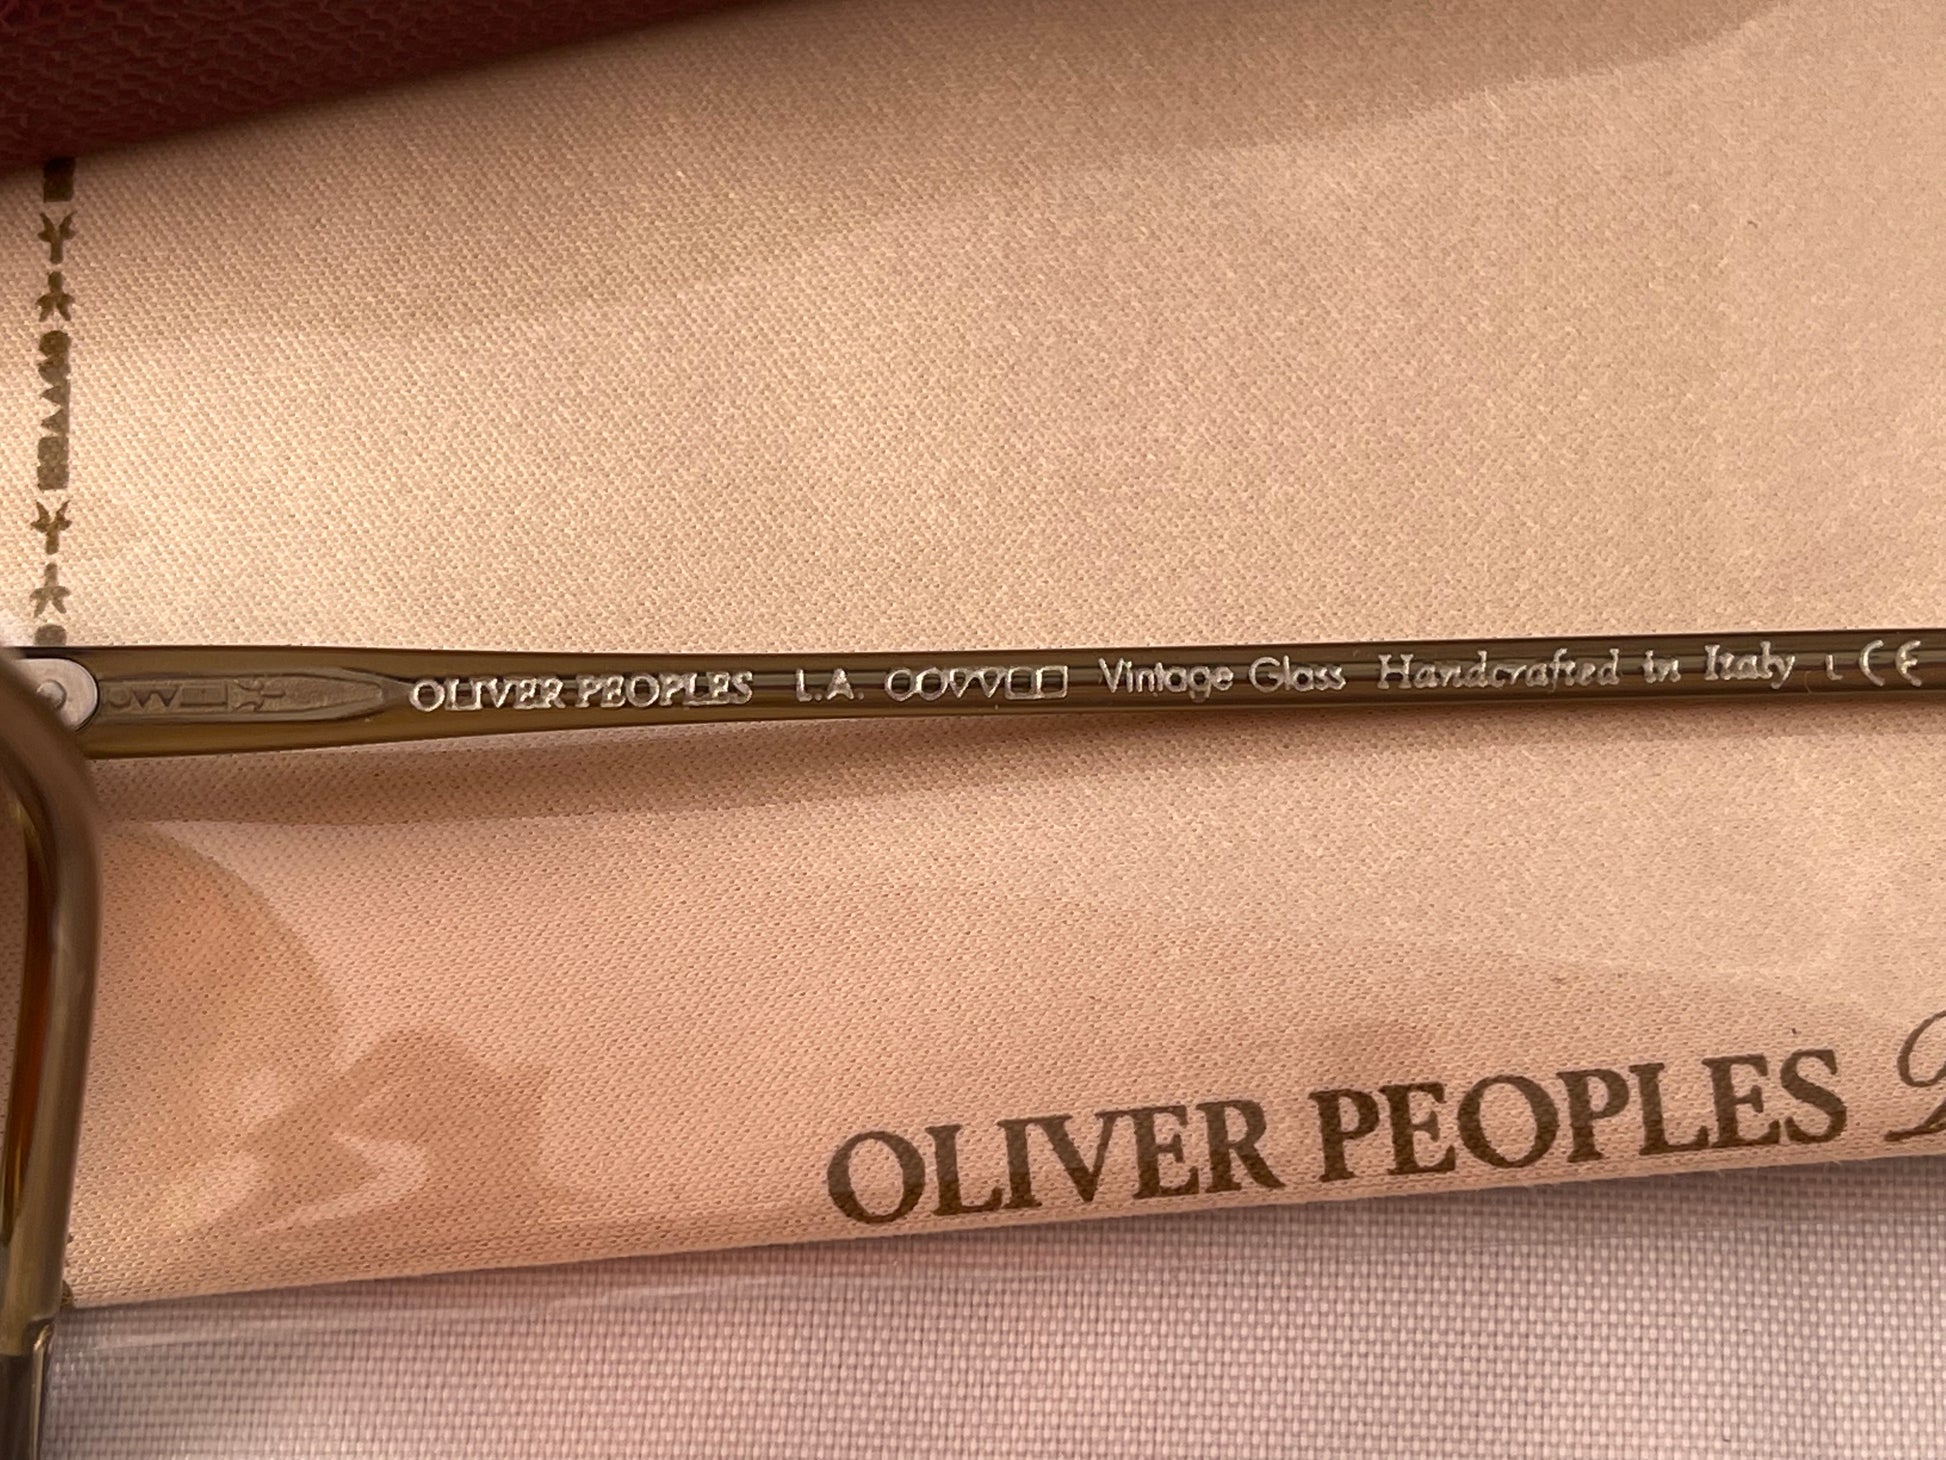 OLIVER PEOPLES L.A. Vintage Glass Handcrafted in Italy L CE
OLIVER PEOPLES